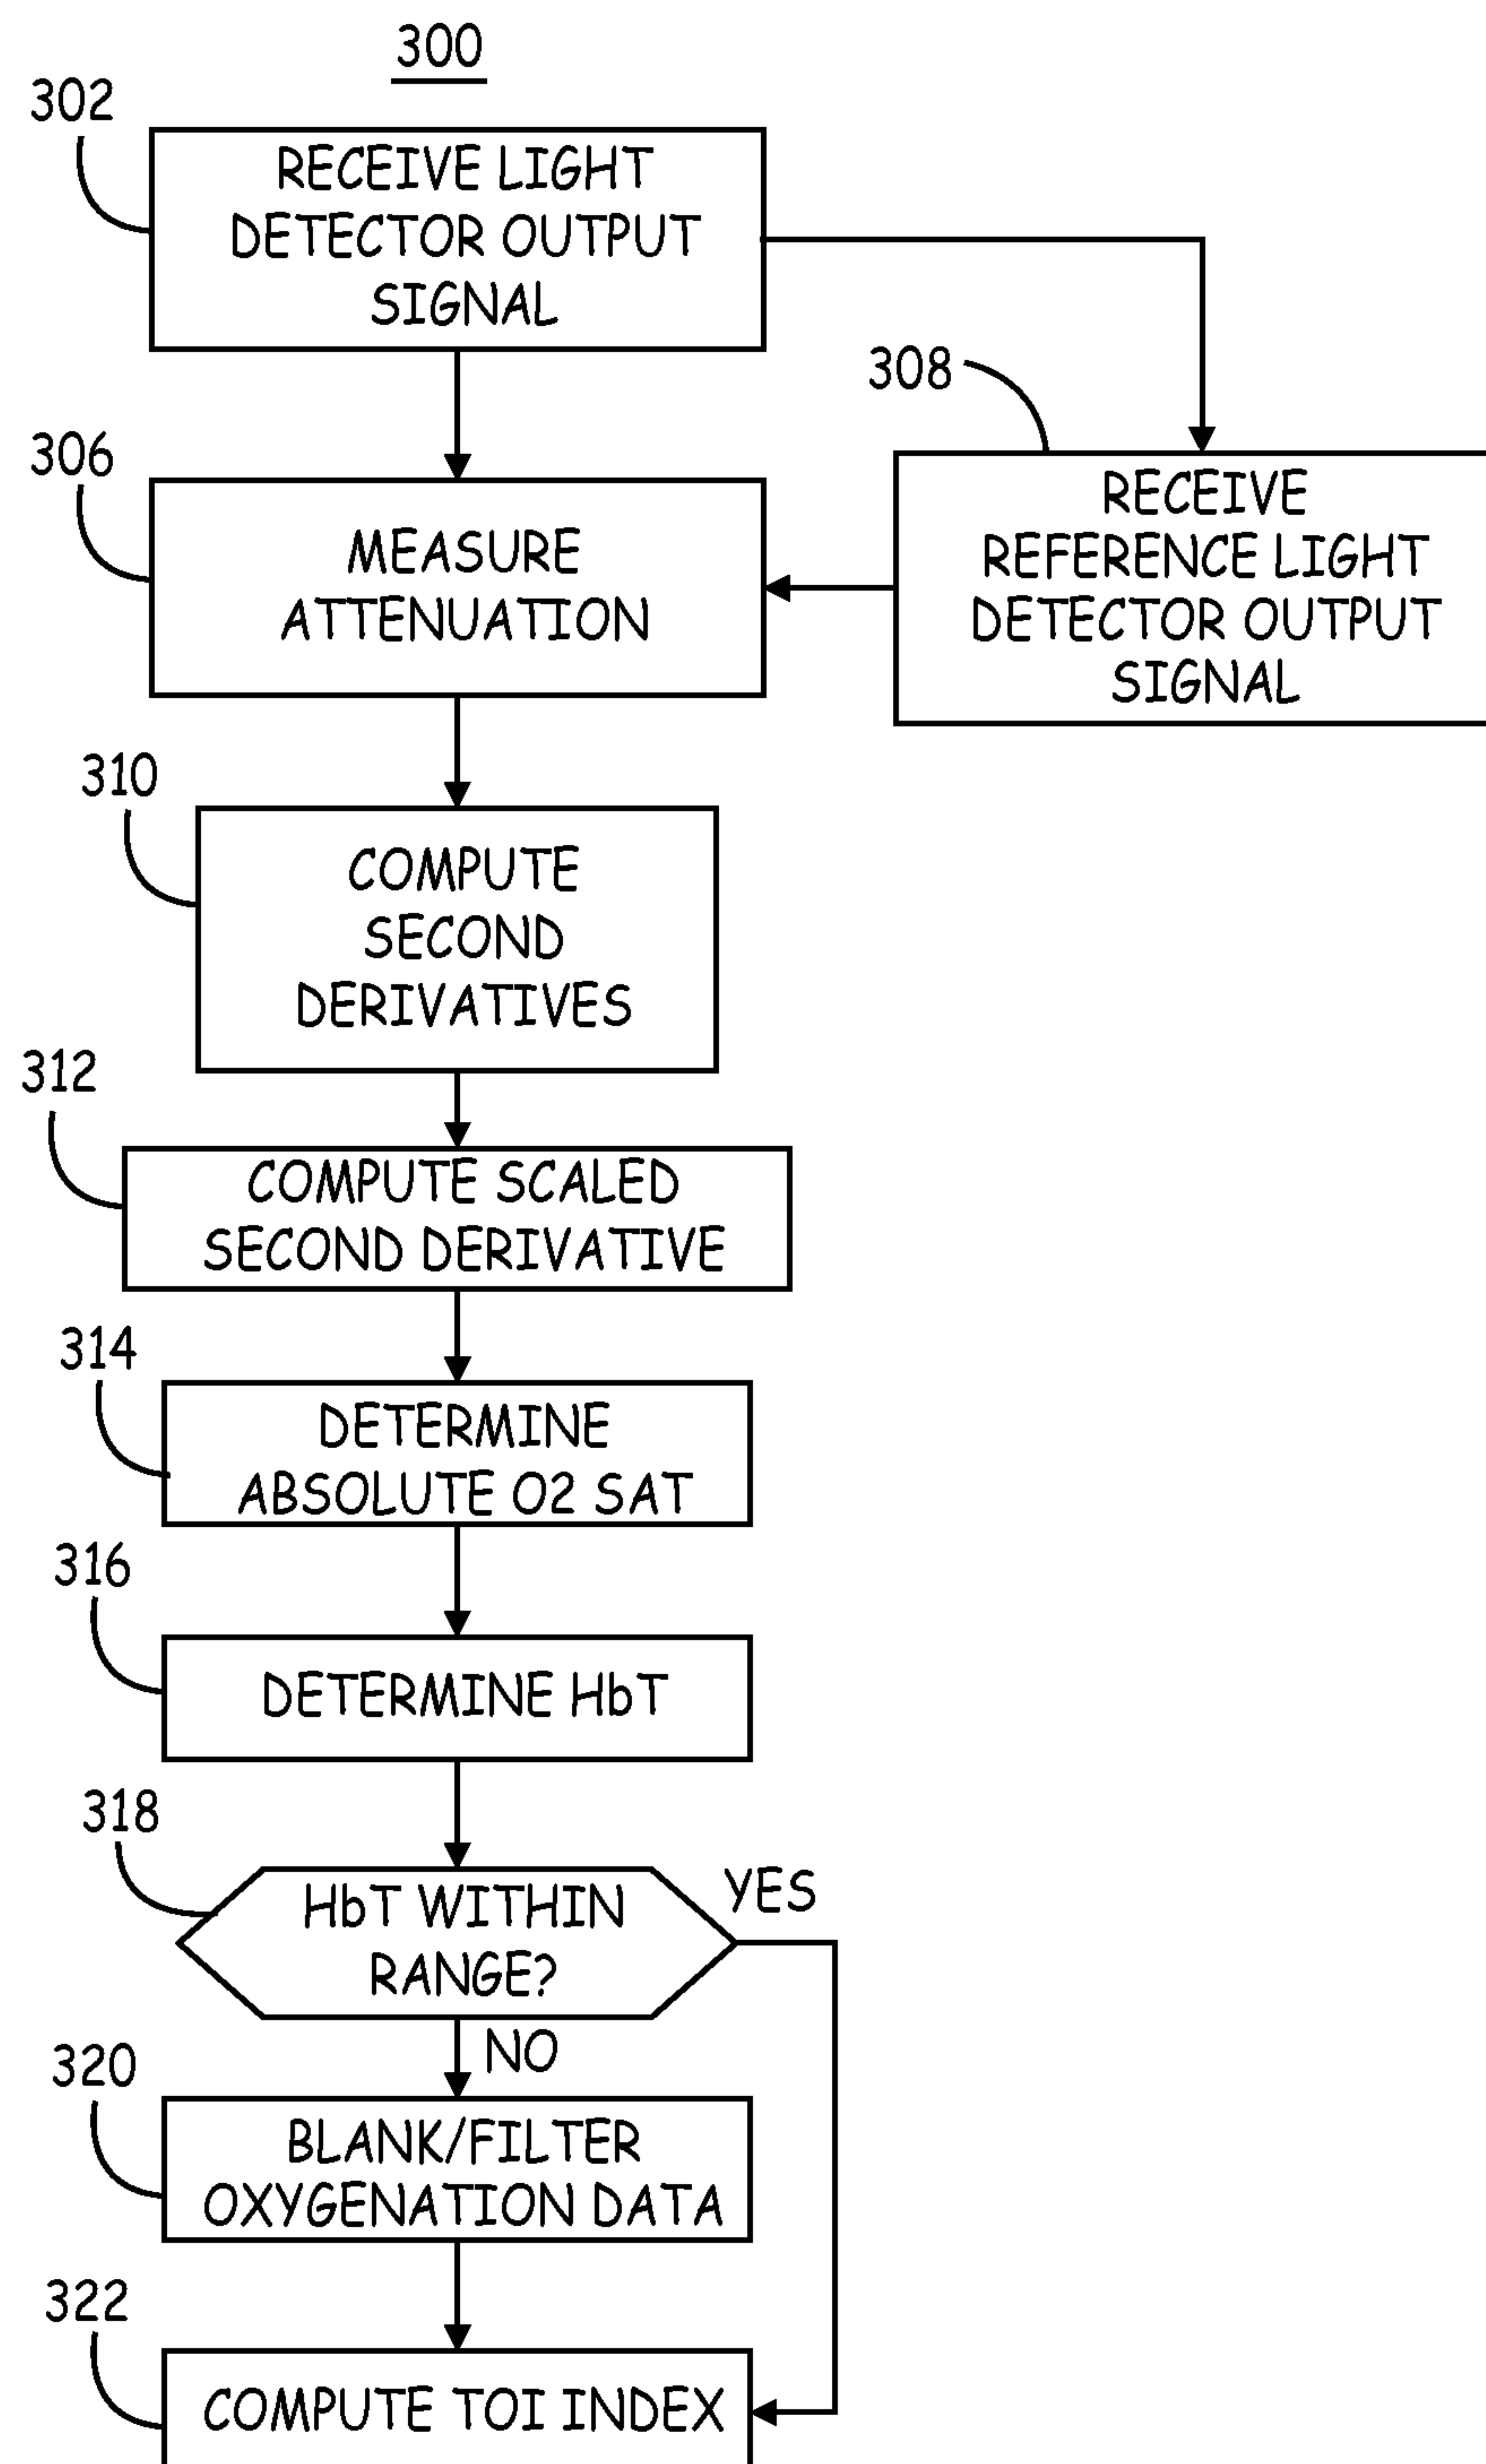 300
302
RECEIVE LIGHT
DETECTOR OUTPUT
SIGNAL
308
306
MEASURE
ATTENUATION
RECEIVE
REFERENCE LIGHT
DETECTOR OUTPUT
SIGNAL
310
COMPUTE
SECOND
DERIVATIVES
312
COMPUTE SCALED
SECOND DERIVATIVE
314
DETERMINE
ABSOLUTE O2 SAT
316
DETERMINE HbT
318
HbT WITHIN
RANGE?
YES
NO
320
BLANK/FILTER
OXYGENATION DATA
322
COMPUTE TOI INDEX